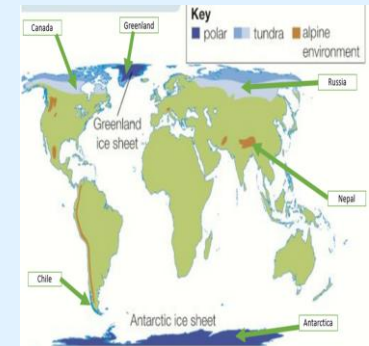 Key
polar tundra alpine
environment
Canada
Greenland
Russia
Greenland
ice sheet
Nepal
Chile
Antarctic ice sheet
Antarctica